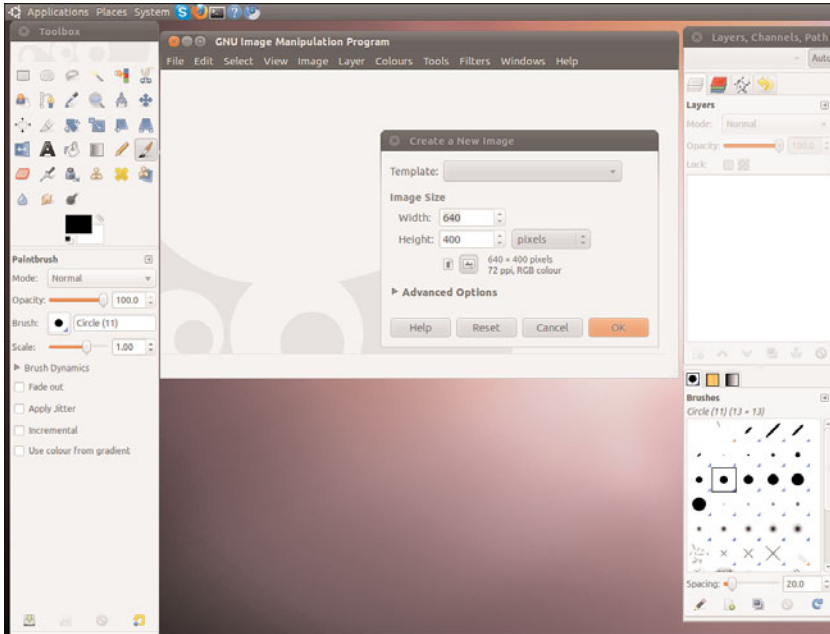 Applications Places System
Toolbox
GNU Image Manipulation Program
File Edit Select View Image Layer Colours Tools Filters Windows Help
Create a New Image
Template:
Image Size
Width: 640
Height: 400 pixels
640 × 400 pixels
72 ppi, RGB colour
Advanced Options
Help Reset Cancel OK
Paintbrush
Mode: Normal
Opacity: 100.0
Brush: Circle (11)
Scale: 1.00
Brush Dynamics
Fade out
Apply Jitter
Incremental
Use colour from gradient
Layers, Channels, Path
Auto
Layers
Mode: Normal
Opacity: 100.0
Lock:
Brushes
Circle (11) (13 × 13)
Spacing: 20.0